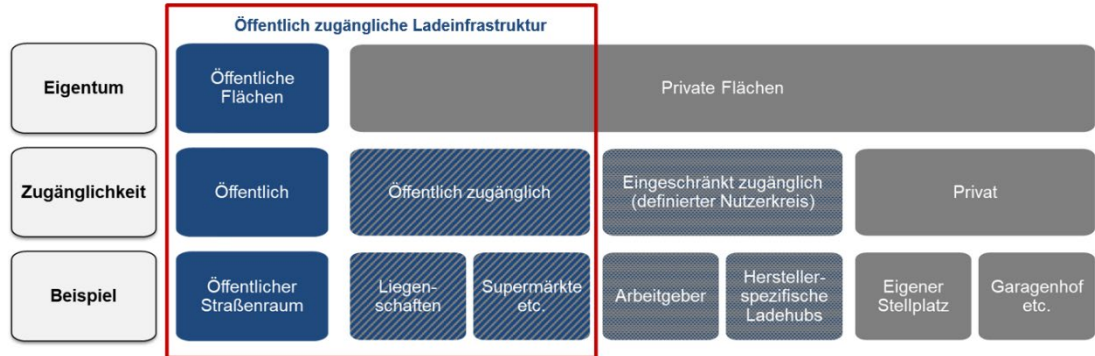 Öffentlich zugängliche Ladeinfrastruktur
Eigentum
Öffentliche
Flächen
Private Flächen
Zugänglichkeit
Öffentlich
Öffentlich zugänglich
Eingeschränkt zugänglich
(definierter Nutzerkreis)
Privat
Beispiel
Öffentlicher
Straßenraum
Liegen-
schaften
Supermärkte
etc.
Arbeitgeber
Hersteller-
spezifische
Ladehubs
Eigener
Stellplatz
Garagenhof
etc.